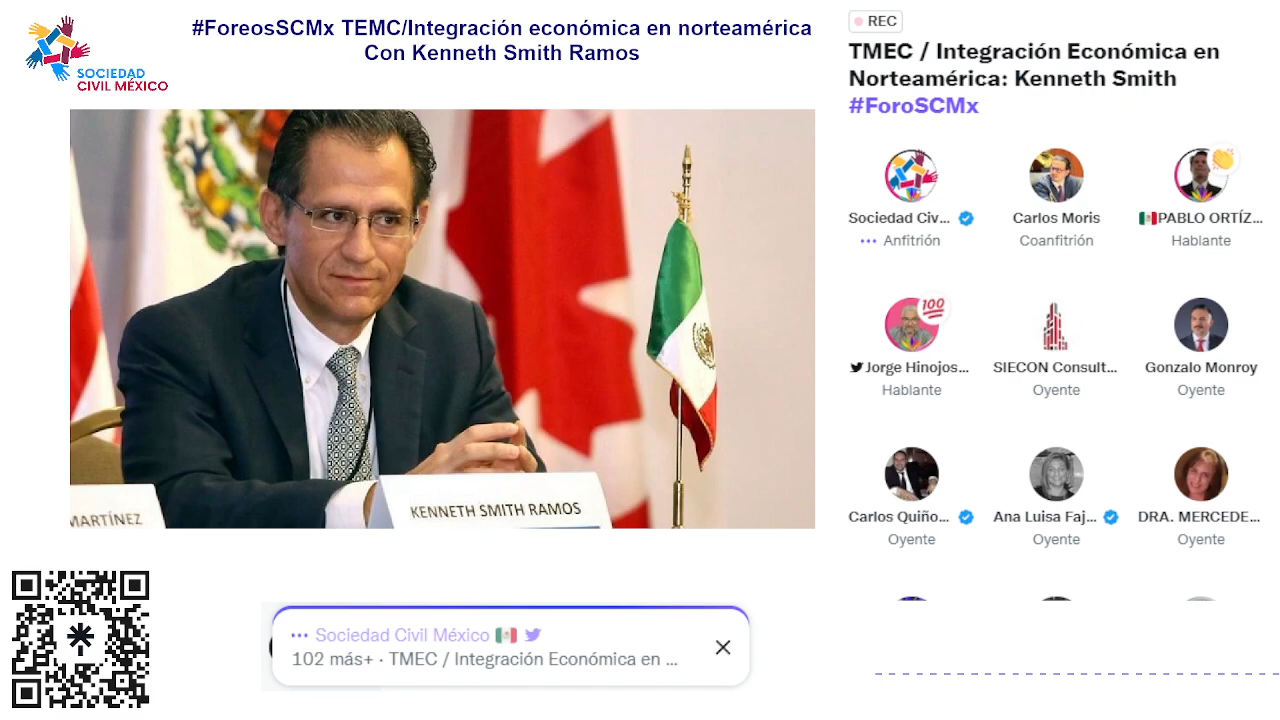 SOCIEDAD
CIVIL MÉXICO
#ForeosSCMx TEMC/Integración económica en norteamérica
Con Kenneth Smith Ramos
MARTÍNEZ
KENNETH SMITH RAMOS
Sociedad Civil México
102 más+ · TMEC / Integración Económica en ...
REC
TMEC / Integración Económica en
Norteamérica: Kenneth Smith
#ForoSCMx
Sociedad Civ...
Anfitrión
Carlos Moris
Coanfitrión
PABLO ORTÍZ...
Hablante
100
Jorge Hinojos...
Hablante
SIECON Consult...
Oyente
Gonzalo Monroy
Oyente
Carlos Quiño...
Oyente
Ana Luisa Faj...
Oyente
DRA. MERCEDE...
Oyente